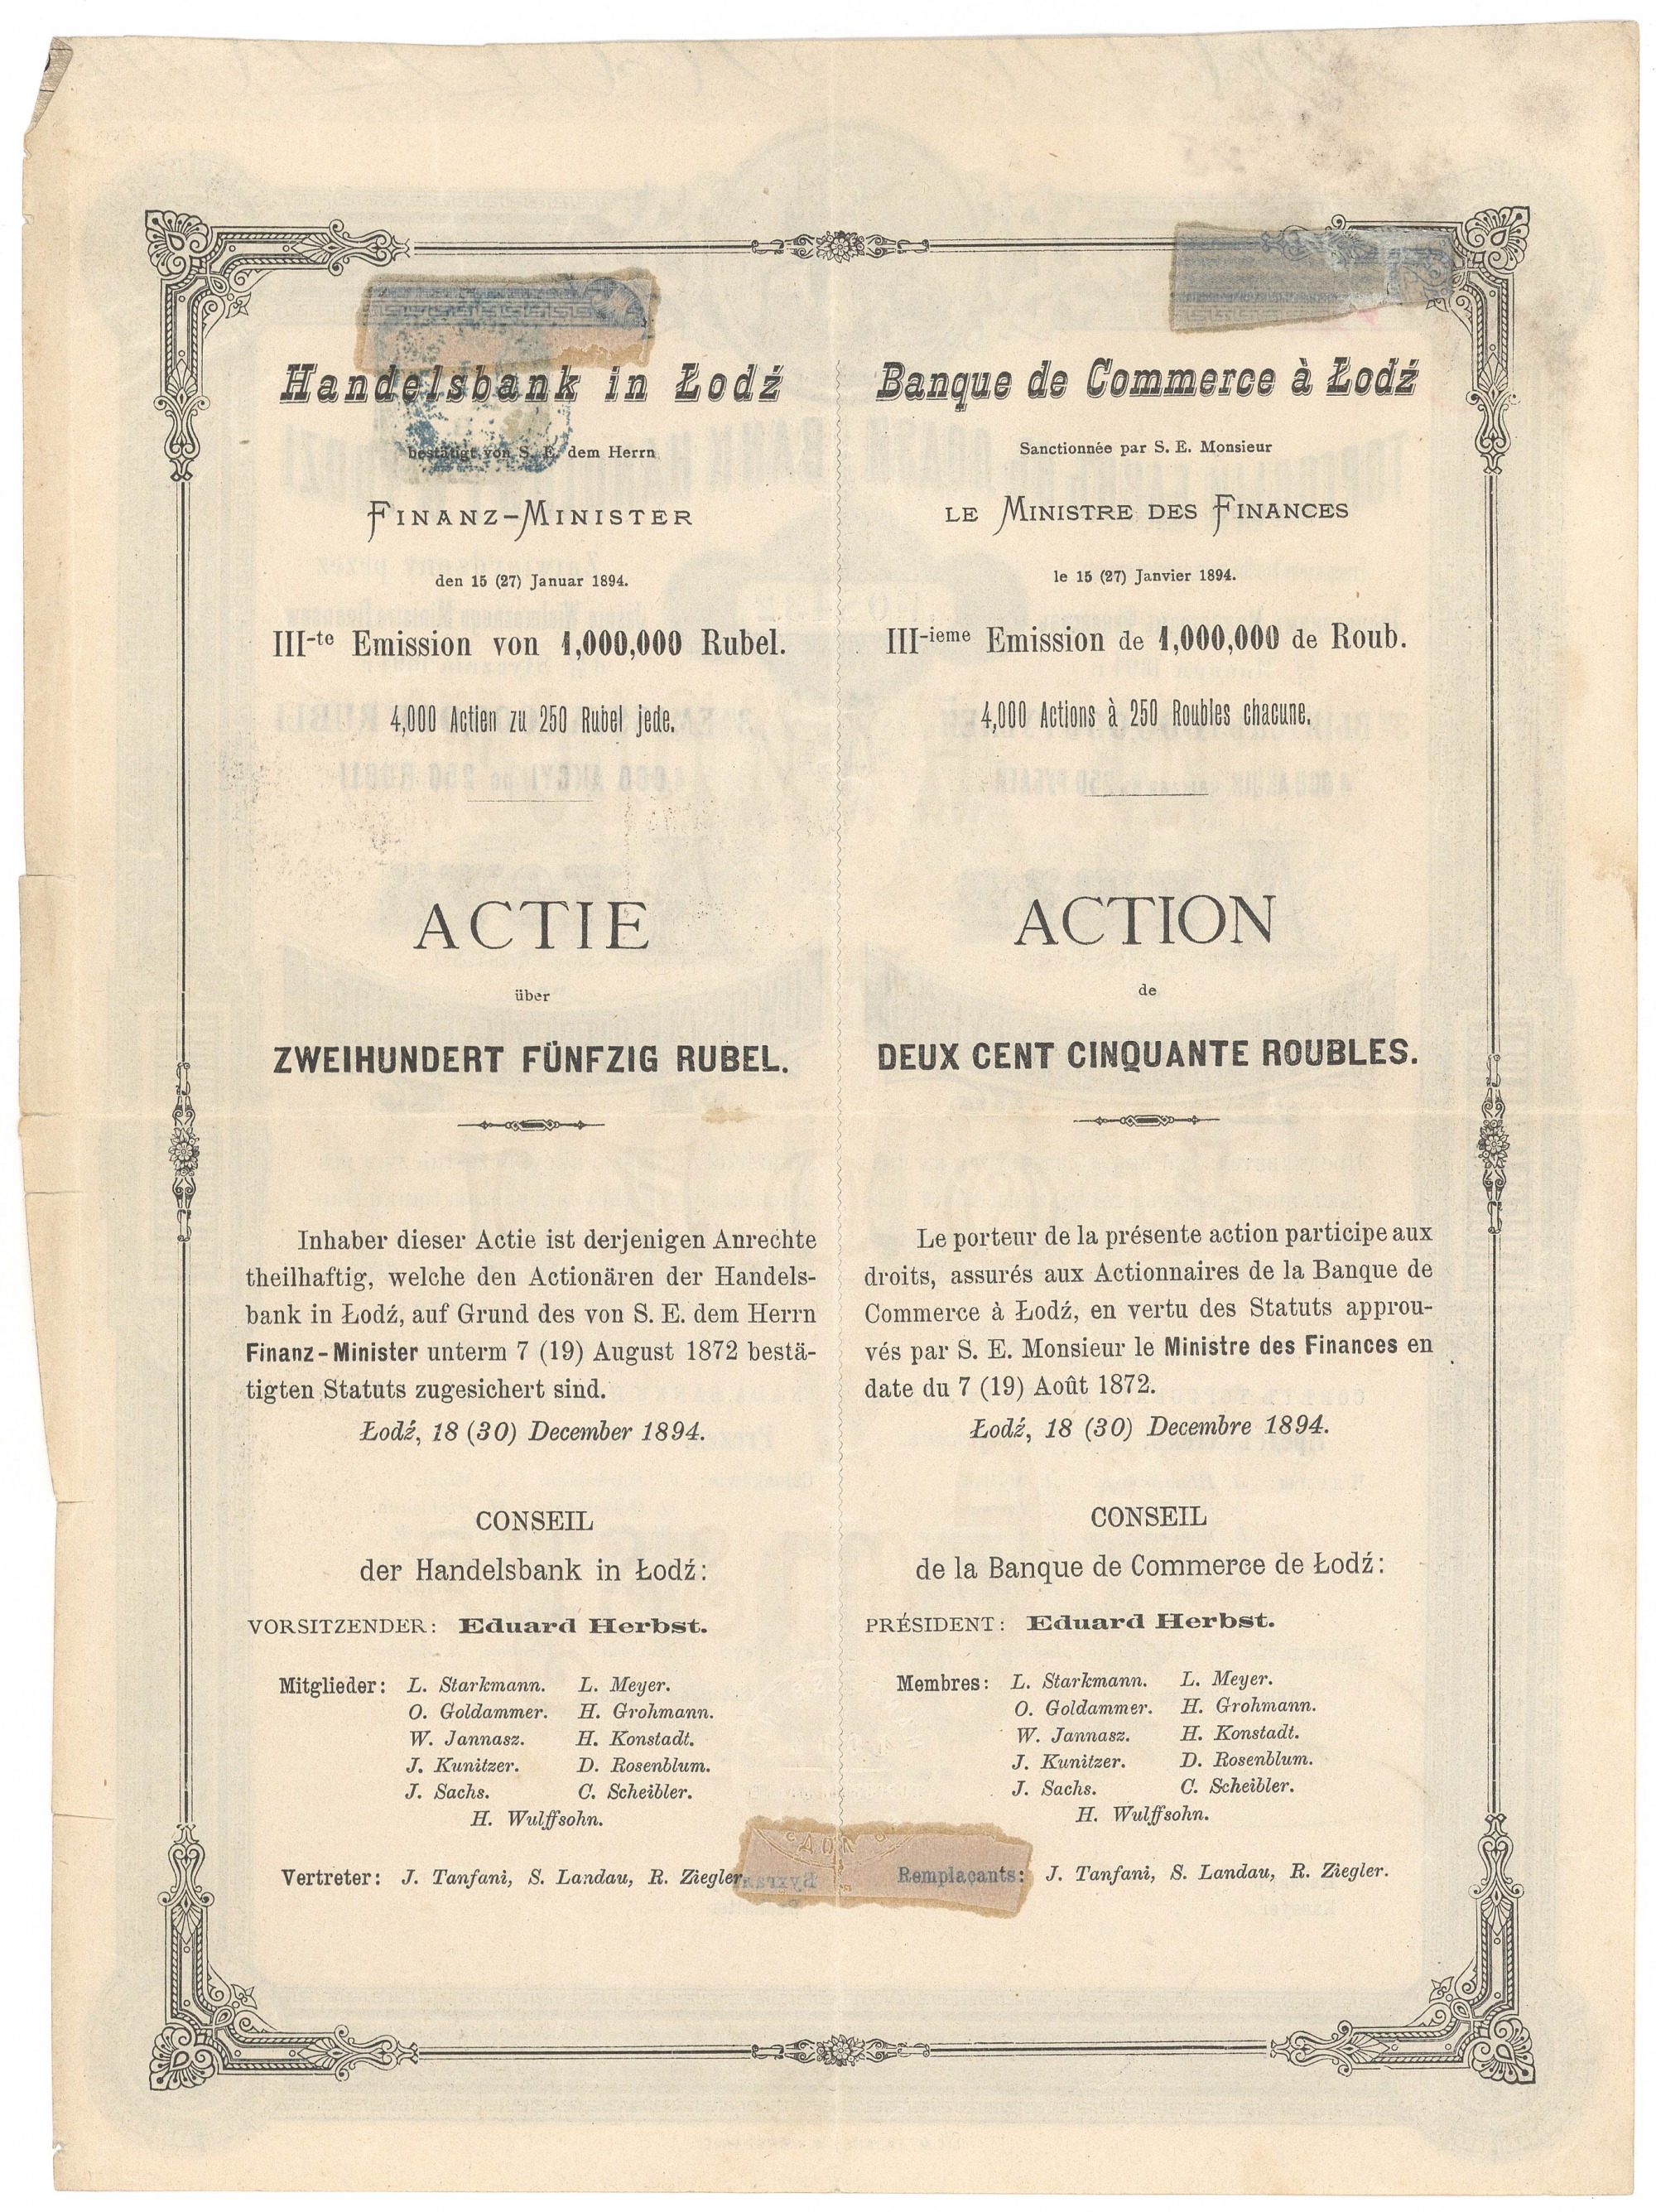 Handelsbank in Łodź
bestätigt von S. E. dem Herrn
FINANZ-MINISTER
den 15 (27) Januar 1894.
III-te Emission von 1,000,000 Rubel.
4,000 Actien zu 250 Rubel jede.
ACTIE
über
ZWEIHUNDERT FÜNFZIG RUBEL.
Inhaber dieser Actie ist derjenigen Anrechte
theilhaftig, welche den Actionären der Handels-
bank in Łodź, auf Grund des von S. E. dem Herrn
Finanz-Minister unterm 7 (19) August 1872 bestä-
tigten Statuts zugesichert sind.
Łodź, 18 (30) December 1894.
CONSEIL
der Handelsbank in Łodź:
VORSITZENDER: Eduard Herbst.
Mitglieder: L. Starkmann. L. Meyer.
O. Goldammer. H. Grohmann.
W. Jannasz. H. Konstadt.
J. Kunitzer. D. Rosenblum.
J. Sachs. C. Scheibler.
H. Wulffsohn.
Vertreter: J. Tanfani, S. Landau, R. Ziegler
Banque de Commerce à Łodź
Sanctionnée par S. E. Monsieur
LE MINISTRE DES FINANCES
le 15 (27) Janvier 1894.
III-ieme Emission de 1,000,000 de Roub.
4,000 Actions à 250 Roubles chacune.
ACTION
de
DEUX CENT CINQUANTE ROUBLES.
Le porteur de la présente action participe aux
droits, assurés aux Actionnaires de la Banque de
Commerce à Łodź, en vertu des Statuts approu-
vés par S. E. Monsieur le Ministre des Finances en
date du 7 (19) Août 1872.
Łodź, 18 (30) Decembre 1894.
CONSEIL
de la Banque de Commerce de Łodź:
PRÉSIDENT: Eduard Herbst.
Membres: L. Starkmann. L. Meyer.
O. Goldammer. H. Grohmann.
W. Jannasz. H. Konstadt.
J. Kunitzer. D. Rosenblum.
J. Sachs. C. Scheibler.
H. Wulffsohn.
Remplaçants: J. Tanfani, S. Landau, R. Ziegler.